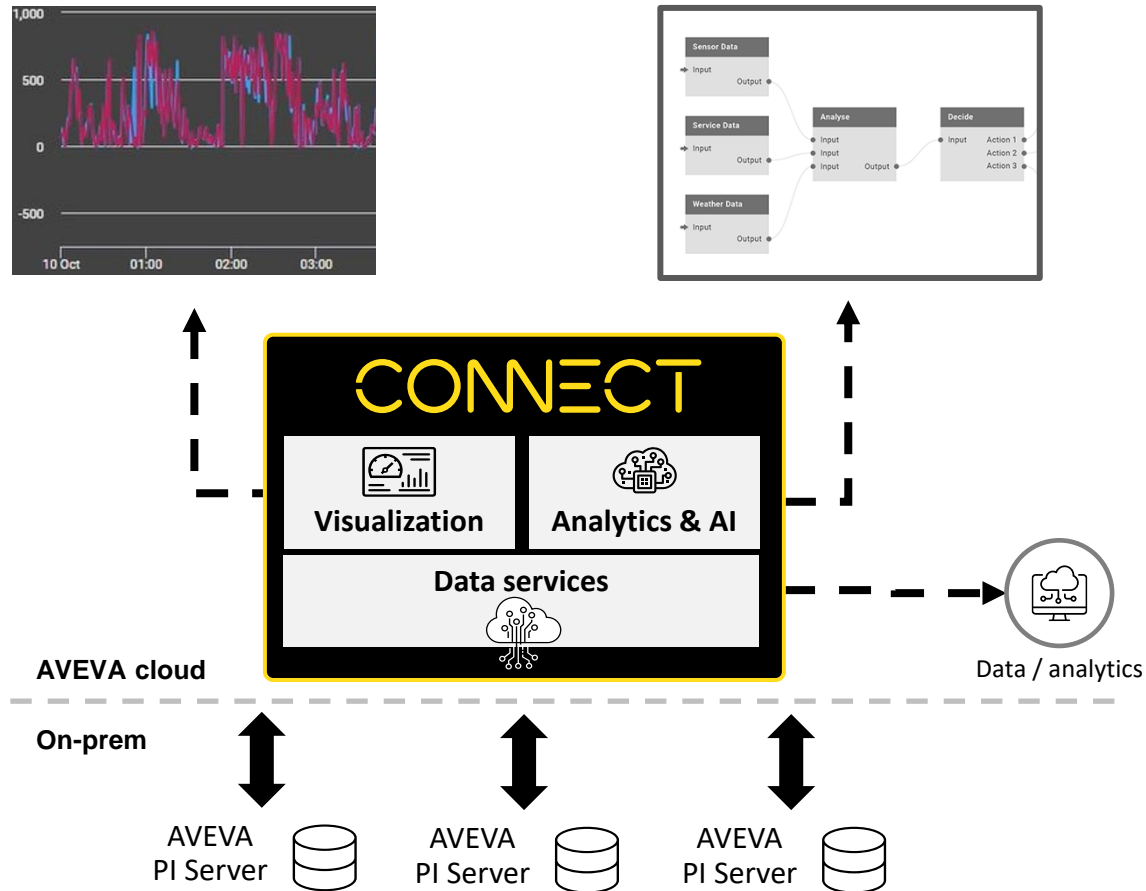 1,000
500
0
-500
10 Oct
01:00
02:00
03:00
Sensor Data
Input
Output
Service Data
Input
Output
Weather Data
Input
Output
Analyse
Input
Input
Input
Output
Decide
Input
Action 1
Action 2
Action 3
CONNECT
Visualization
Analytics & AI
Data services
Data / analytics
AVEVA cloud
On-prem
AVEVA
PI Server
AVEVA
PI Server
AVEVA
PI Server